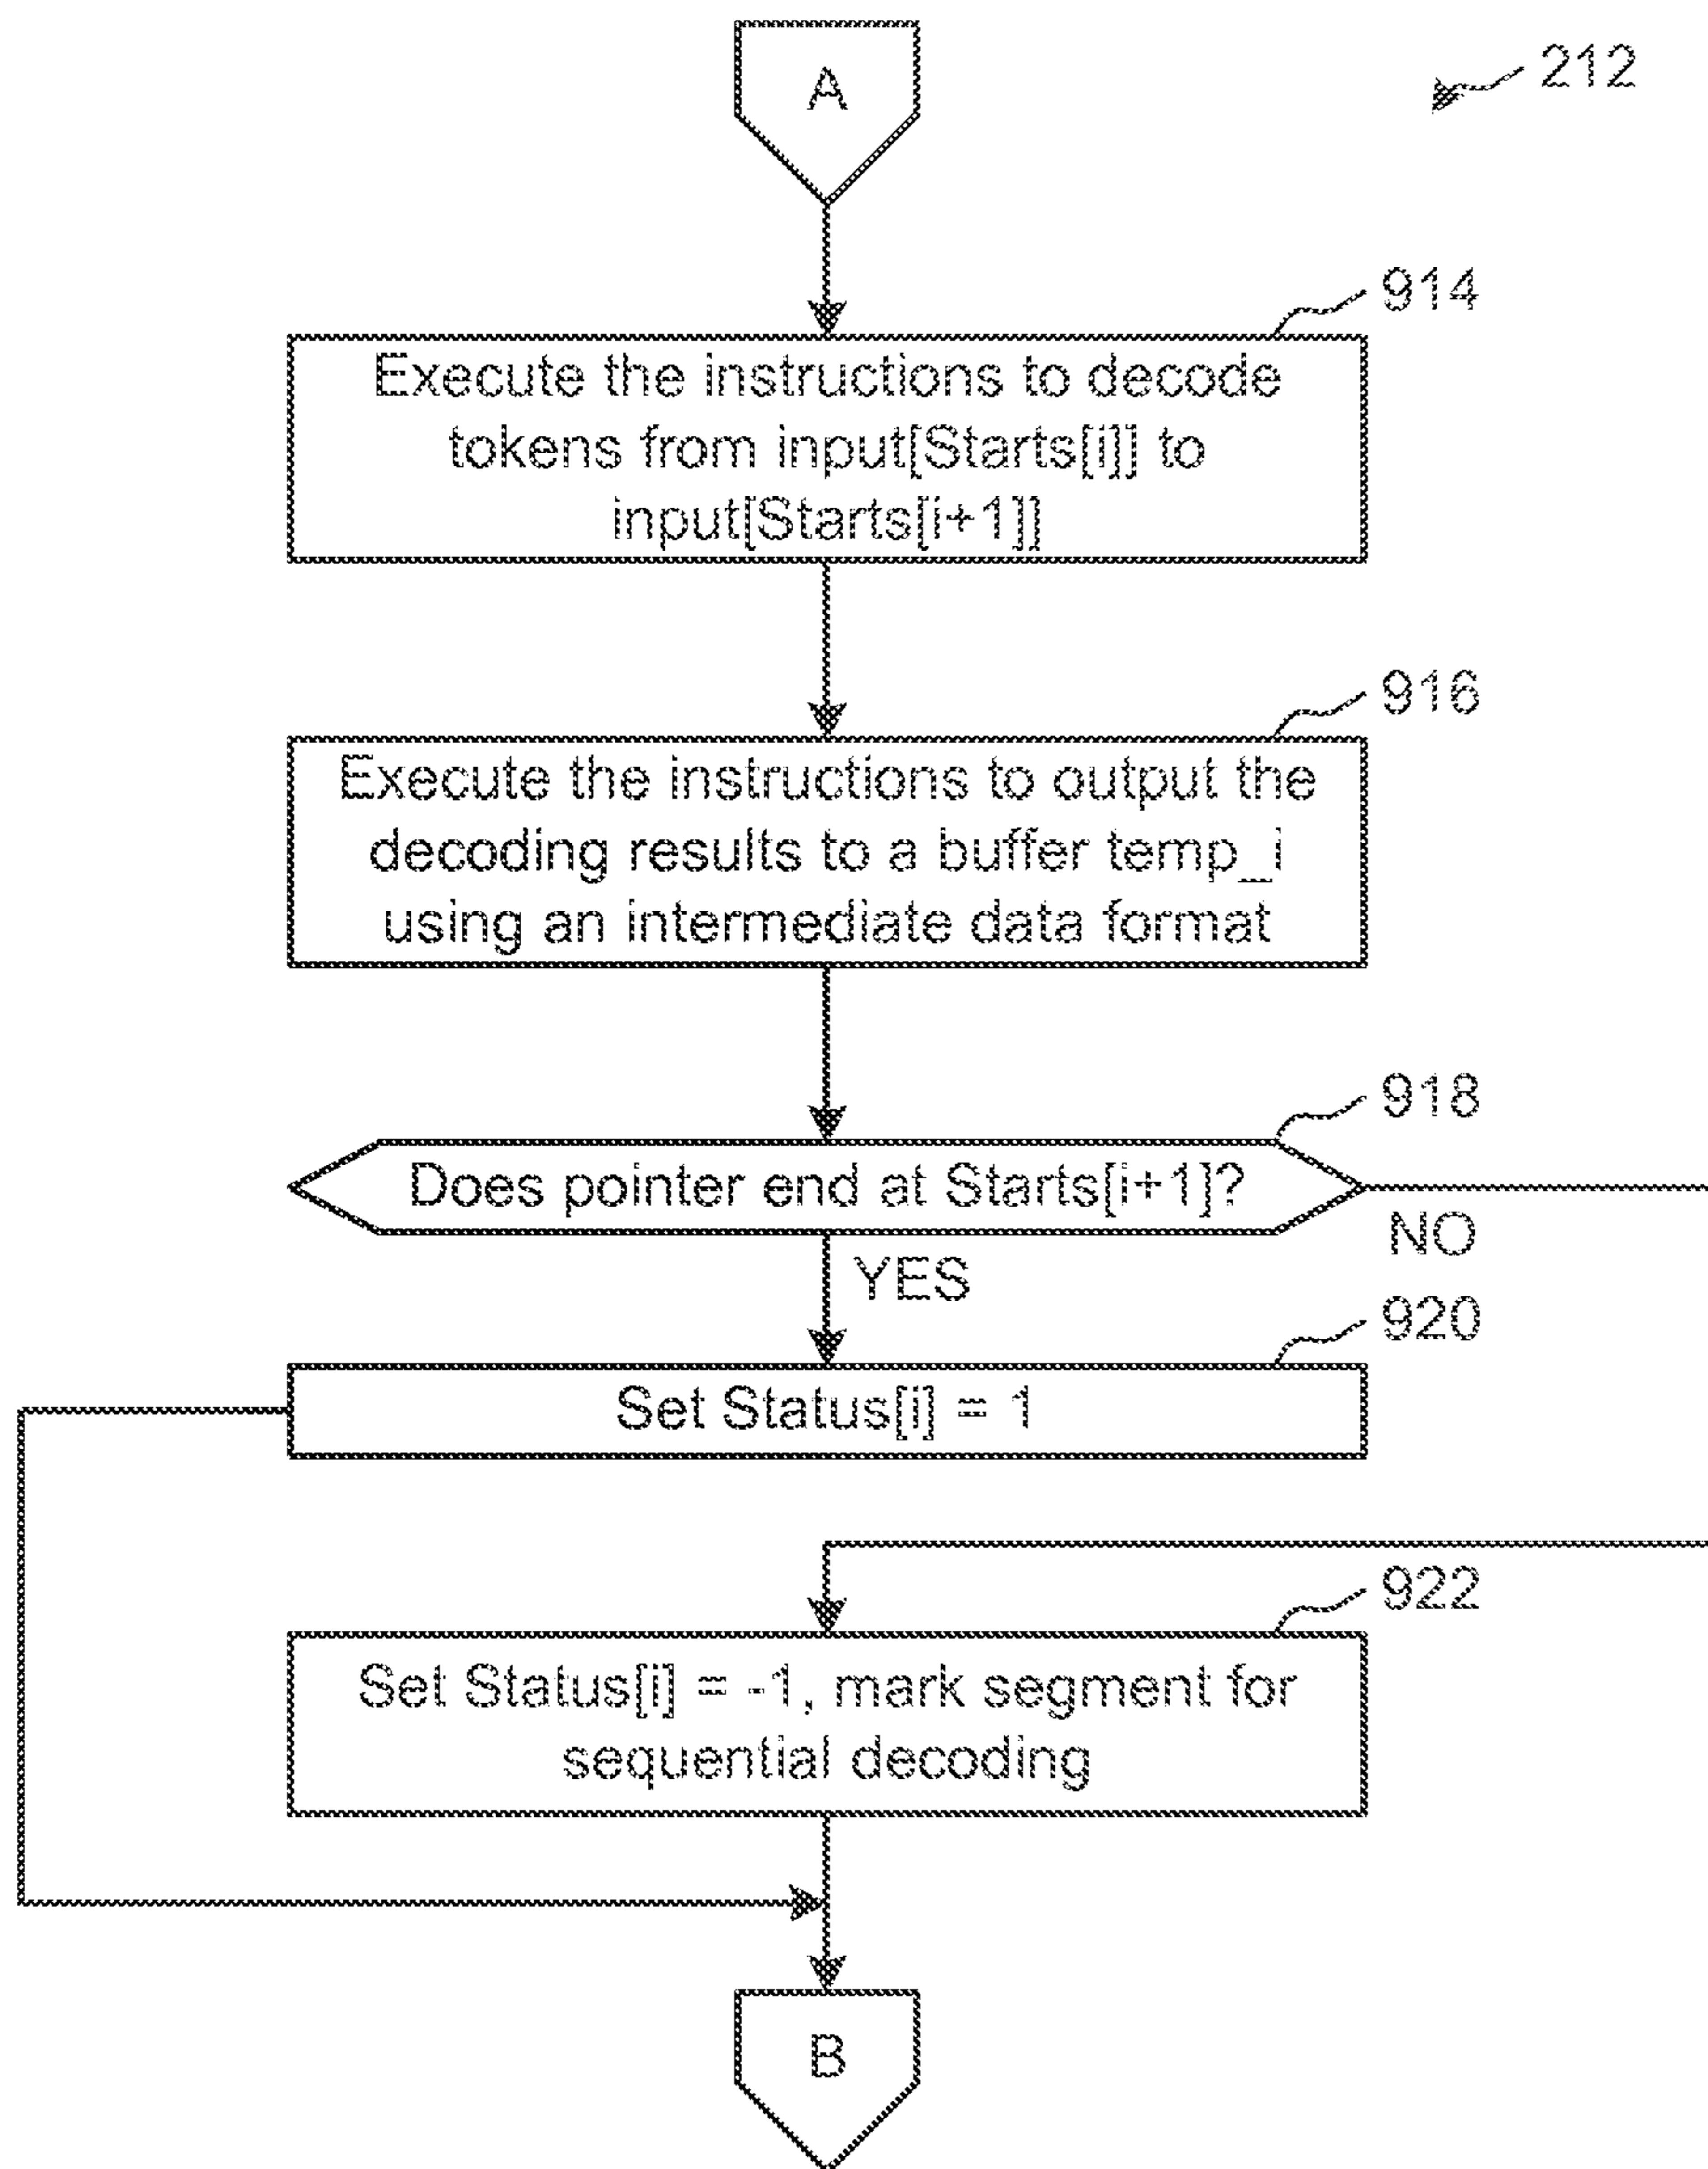 A
212
914
Execute the instructions to decode
tokens from input[Starts[i]] to
input[Starts[i+1]]
916
Execute the instructions to output the
decoding results to a buffer temp_i
using an intermediate data format
918
Does pointer end at Starts[i+1]?
NO
YES
920
Set Status[i] = 1
922
Set Status[i] = -1, mark segment for
sequential decoding
B